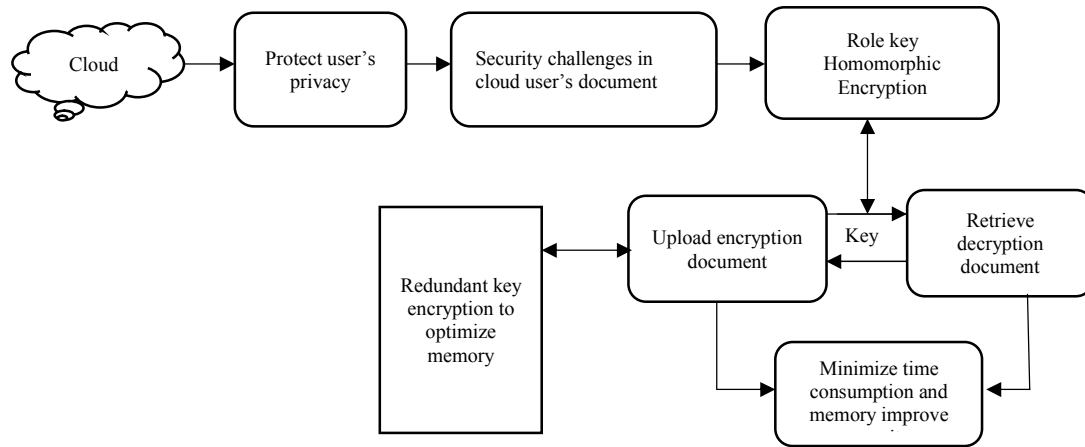 Cloud
Protect user’s
privacy
Security challenges in
cloud user’s document
Role key
Homomorphic
Encryption
Redundant key
encryption to
optimize
memory
Upload encryption
document
Key
Retrieve
decryption
document
Minimize time
consumption and
memory improve